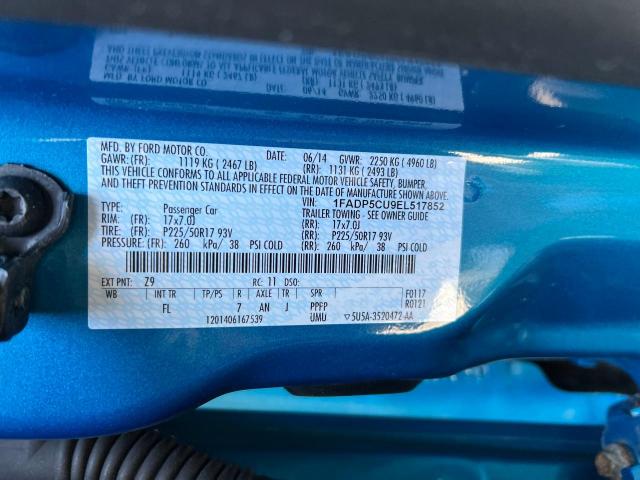 MFD. BY FORD MOTOR CO.
DATE: 06/14 GVWR: 2250 KG ( 4960 LB)
GAWR: (FR): 1119 KG ( 2467 LB) (RR): 1131 KG ( 2493 LB)
THIS VEHICLE CONFORMS TO ALL APPLICABLE FEDERAL MOTOR VEHICLE SAFETY, BUMPER,
AND THEFT PREVENTION STANDARDS IN EFFECT ON THE DATE OF MANUFACTURE SHOWN ABOVE.
VIN: 1FADP5CU9EL517852
TYPE: Passenger Car TRAILER TOWING - SEE OWNER GUIDE
RIM: (FR) 17x7.0J (RR): 17x7.0J
TIRE: (FR) P225/50R17 93V (RR): P225/50R17 93V
PRESSURE: (FR) 260 kPa/ 38 PSI COLD (RR) 260 kPa/ 38 PSI COLD
EXT PNT: Z9 RC: 11 DSO:
WB INT TR TP/PS R AXLE TR SPR F0117
FL 7 AN J PPFP R0121
1201406167539 UMU ▽5U5A-3520472-AA